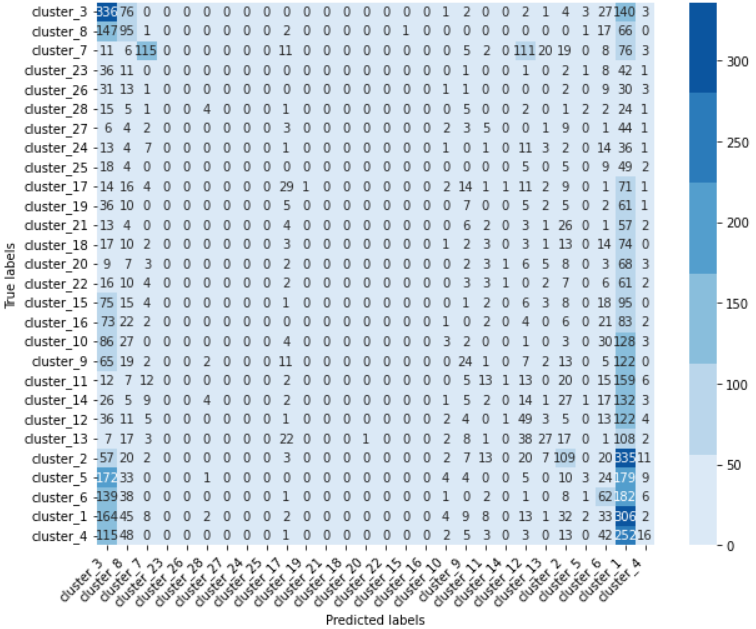 cluster_3 336 76 0 0 0 0 0 0 0 0 0 0 0 0 0 0 0 1 2 0 0 2 1 4 3 27 140 3
cluster_8 147 95 1 0 0 0 0 0 0 2 0 0 0 0 0 1 0 0 0 0 0 0 0 0 1 17 66 0
cluster_7 11 6 115 0 0 0 0 0 0 11 0 0 0 0 0 0 0 0 5 2 0 111 20 19 0 8 76 3
cluster_23 36 11 0 0 0 0 0 0 0 0 0 0 0 0 0 0 0 0 1 0 0 1 0 2 1 8 42 1
cluster_26 31 13 1 0 0 0 0 0 0 0 0 0 0 0 0 0 0 1 1 0 0 0 0 2 0 9 30 3
cluster_28 15 5 1 0 0 4 0 0 0 1 0 0 0 0 0 0 0 0 5 0 0 2 0 1 2 2 24 1
cluster_27 6 4 2 0 0 0 0 0 0 3 0 0 0 0 0 0 0 2 3 5 0 0 1 9 0 1 44 1
cluster_24 13 4 7 0 0 0 0 0 0 1 0 0 0 0 0 0 0 1 0 1 0 11 3 2 0 14 36 1
cluster_25 18 4 0 0 0 0 0 0 0 0 0 0 0 0 0 0 0 0 0 0 0 5 0 5 0 9 49 2
cluster_17 14 16 4 0 0 0 0 0 0 29 1 0 0 0 0 0 0 2 14 1 1 11 2 9 0 1 71 1
cluster_19 36 10 0 0 0 0 0 0 0 5 0 0 0 0 0 0 0 0 7 0 0 5 2 5 0 2 61 1
cluster_21 13 4 0 0 0 0 0 0 0 4 0 0 0 0 0 0 0 0 6 2 0 3 1 26 0 1 57 2
cluster_18 17 10 2 0 0 0 0 0 0 3 0 0 0 0 0 0 0 1 2 3 0 3 1 13 0 14 74 0
cluster_20 9 7 3 0 0 0 0 0 0 2 0 0 0 0 0 0 0 0 2 3 1 6 5 8 0 3 68 3
cluster_22 16 10 4 0 0 0 0 0 0 2 0 0 0 0 0 0 0 0 3 3 1 0 2 7 0 6 61 2
cluster_15 75 15 4 0 0 0 0 0 0 1 0 0 0 0 0 0 0 0 1 2 0 6 3 8 0 18 95 0
cluster_16 73 22 2 0 0 0 0 0 0 0 0 0 0 0 0 0 0 1 0 2 0 4 0 6 0 21 83 2
cluster_10 86 27 0 0 0 0 0 0 0 4 0 0 0 0 0 0 0 3 2 0 0 1 0 3 0 30 128 3
cluster_9 65 19 2 0 0 2 0 0 0 11 0 0 0 0 0 0 0 0 24 1 0 7 2 13 0 5 122 0
cluster_11 12 7 12 0 0 0 0 0 0 2 0 0 0 0 0 0 0 0 5 13 1 13 0 20 0 15 159 6
cluster_14 26 5 9 0 0 4 0 0 0 2 0 0 0 0 0 0 0 1 5 2 0 14 1 27 1 17 132 3
cluster_12 36 11 5 0 0 0 0 0 0 1 0 0 0 0 0 0 0 2 4 0 1 49 3 5 0 13 122 4
cluster_13 7 17 3 0 0 0 0 0 0 22 0 0 0 1 0 0 0 2 8 1 0 38 27 17 0 1 108 2
cluster_2 57 20 2 0 0 0 0 0 0 3 0 0 0 0 0 0 0 2 7 13 0 20 7 109 0 20 335 11
cluster_5 172 33 0 0 0 1 0 0 0 0 0 0 0 0 0 0 0 4 4 0 0 5 0 10 3 24 179 9
cluster_6 139 38 0 0 0 0 0 0 0 1 0 0 0 0 0 0 0 1 0 2 0 1 0 8 1 62 182 6
cluster_1 164 45 8 0 0 2 0 0 0 2 0 0 0 0 0 0 0 4 9 8 0 13 1 32 2 33 306 2
cluster_4 115 48 0 0 0 0 0 0 0 1 0 0 0 0 0 0 0 2 5 3 0 3 0 13 0 42 252 16
True labels
cluster_3 cluster_8 cluster_7 cluster_23 cluster_26 cluster_28 cluster_27 cluster_24 cluster_25 cluster_17 cluster_19 cluster_21 cluster_18 cluster_20 cluster_22 cluster_15 cluster_16 cluster_10 cluster_9 cluster_11 cluster_14 cluster_12 cluster_13 cluster_2 cluster_5 cluster_6 cluster_1 cluster_4
Predicted labels
300
250
200
150
100
50
0